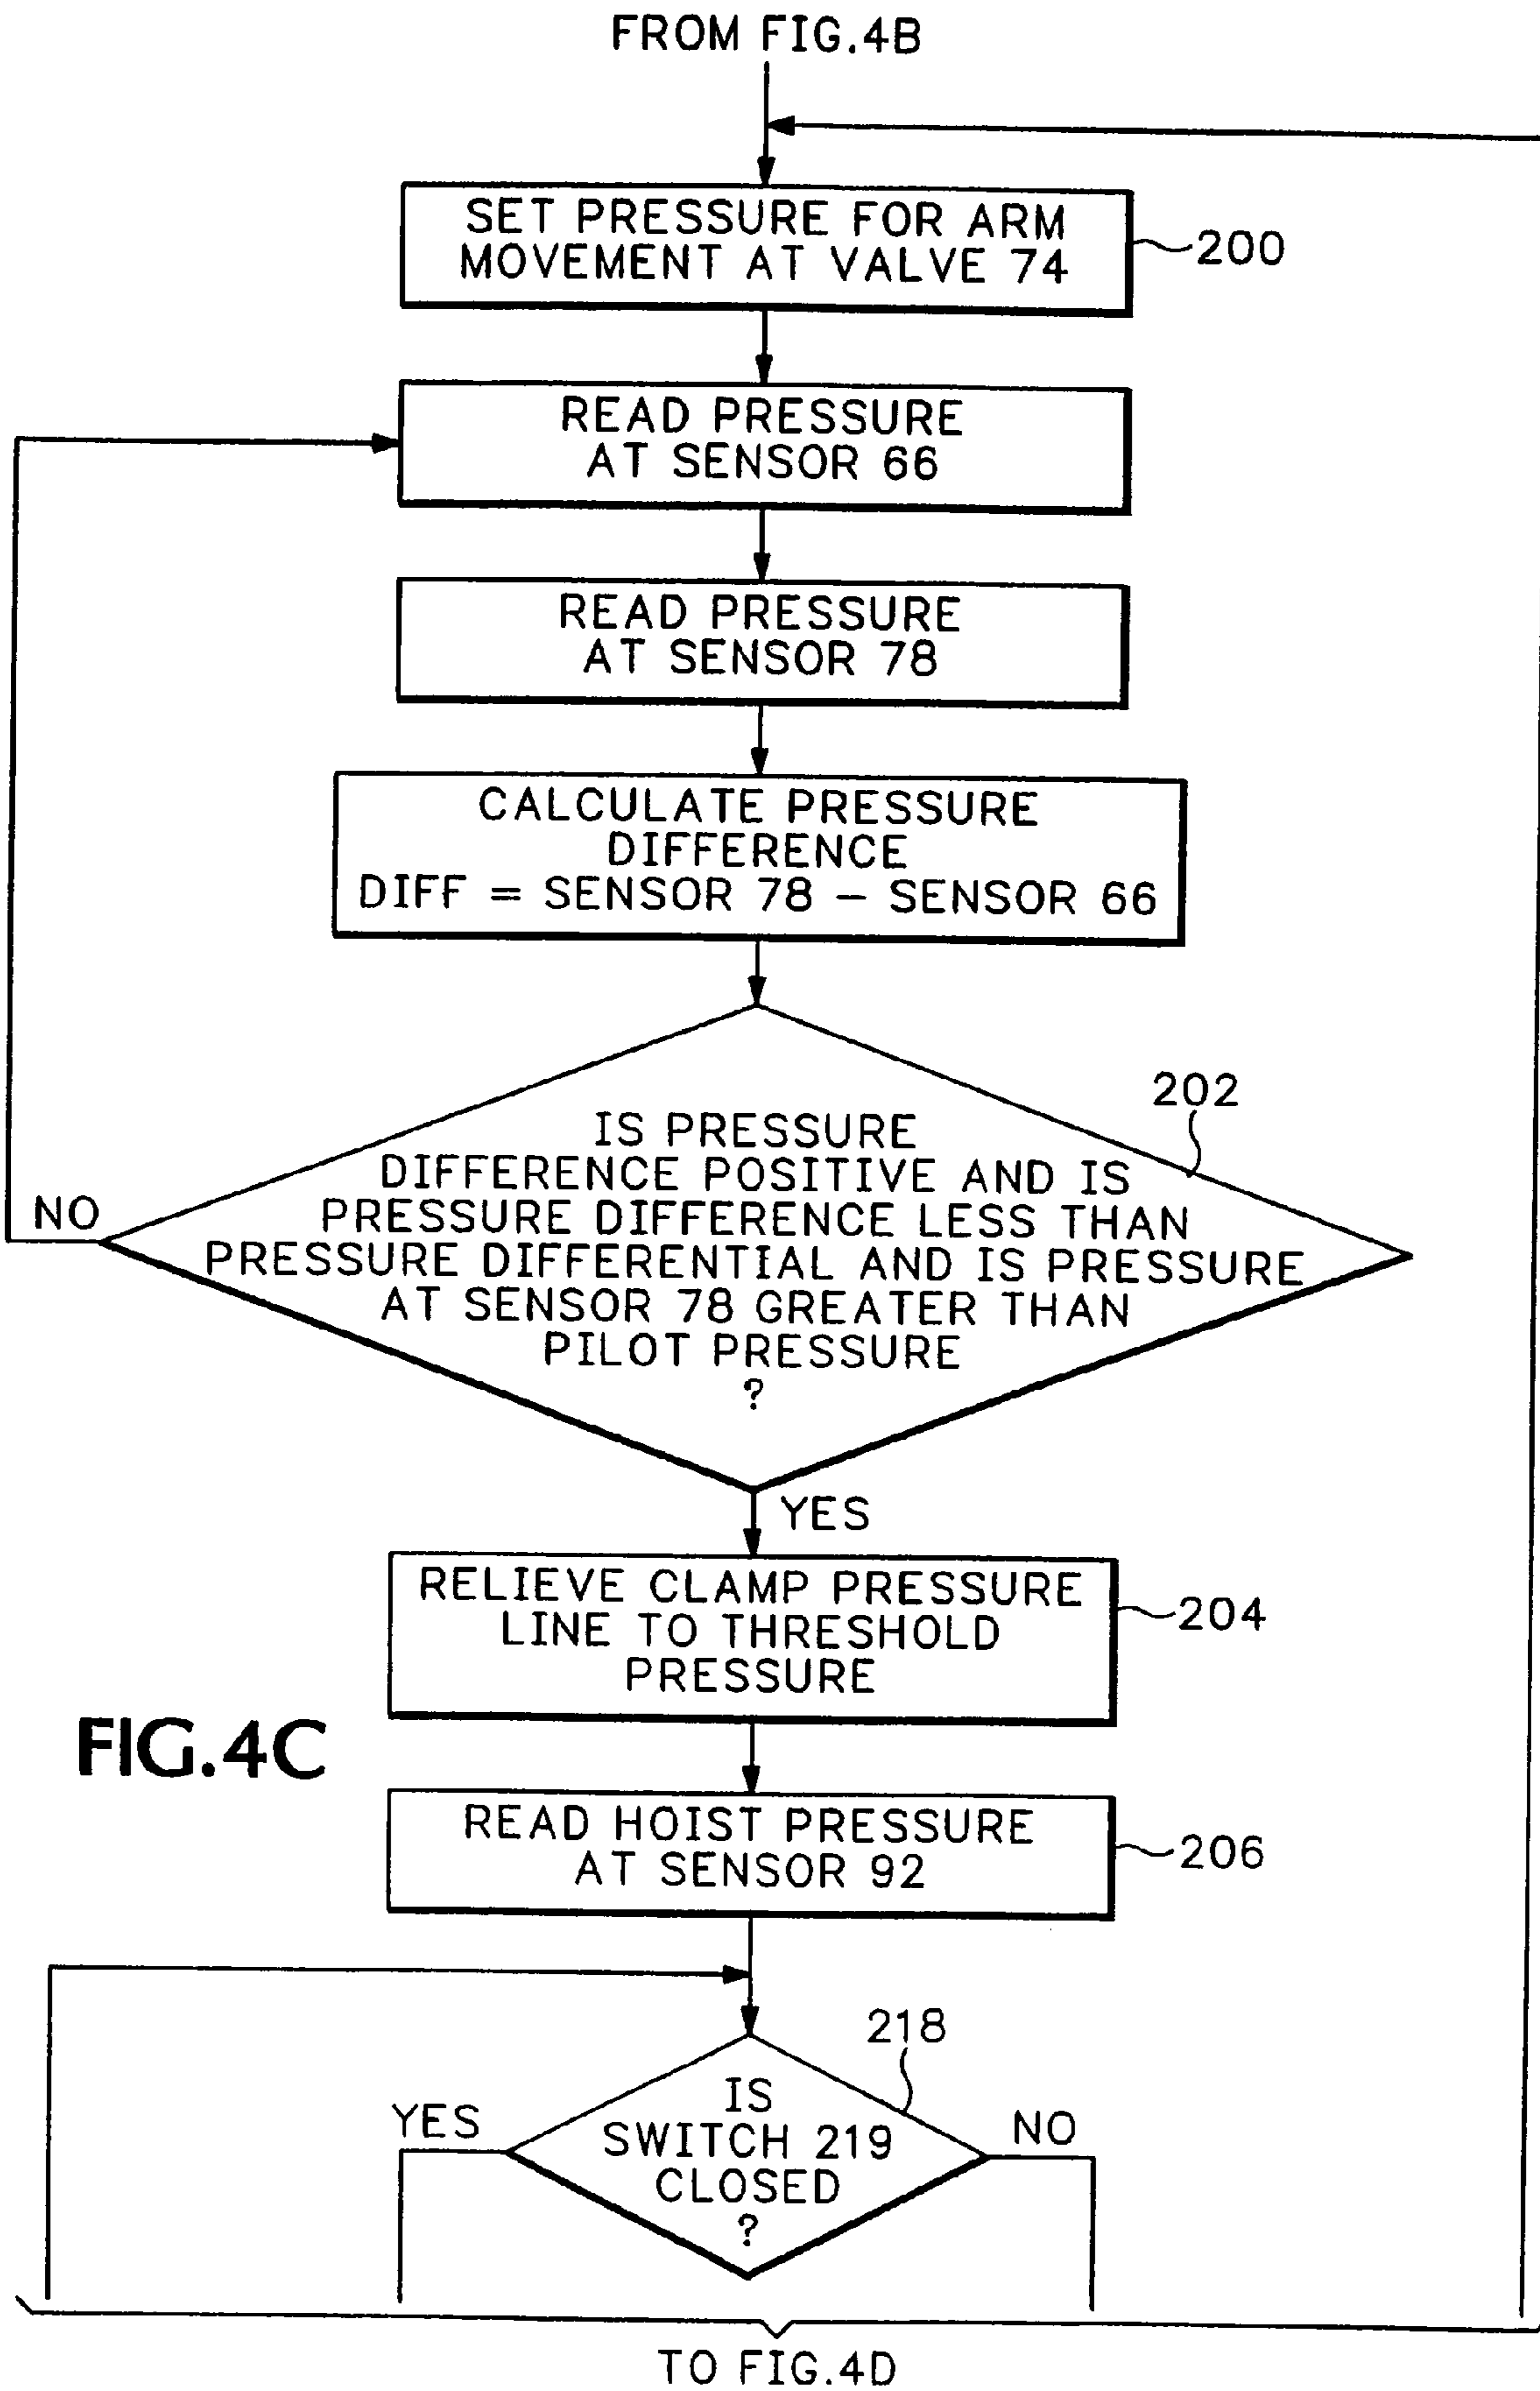 FROM FIG.4B
SET PRESSURE FOR ARM
MOVEMENT AT VALVE 74
200
READ PRESSURE
AT SENSOR 66
READ PRESSURE
AT SENSOR 78
CALCULATE PRESSURE
DIFFERENCE
DIFF = SENSOR 78 – SENSOR 66
202
IS PRESSURE
DIFFERENCE POSITIVE AND IS
PRESSURE DIFFERENCE LESS THAN
PRESSURE DIFFERENTIAL AND IS PRESSURE
AT SENSOR 78 GREATER THAN
PILOT PRESSURE
?
NO
YES
RELIEVE CLAMP PRESSURE
LINE TO THRESHOLD
PRESSURE
204
FIG.4C
READ HOIST PRESSURE
AT SENSOR 92
206
218
IS
SWITCH 219
CLOSED
?
YES
NO
TO FIG.4D